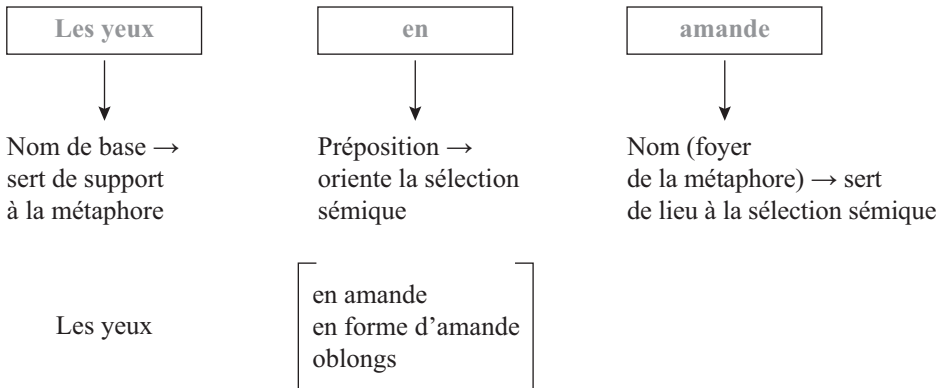 Les yeux
en
amande
Nom de base →
sert de support
à la métaphore
Préposition →
oriente la sélection
sémique
Nom (foyer
de la métaphore) → sert
de lieu à la sélection sémique
Les yeux
en amande
en forme d’amande
oblongs